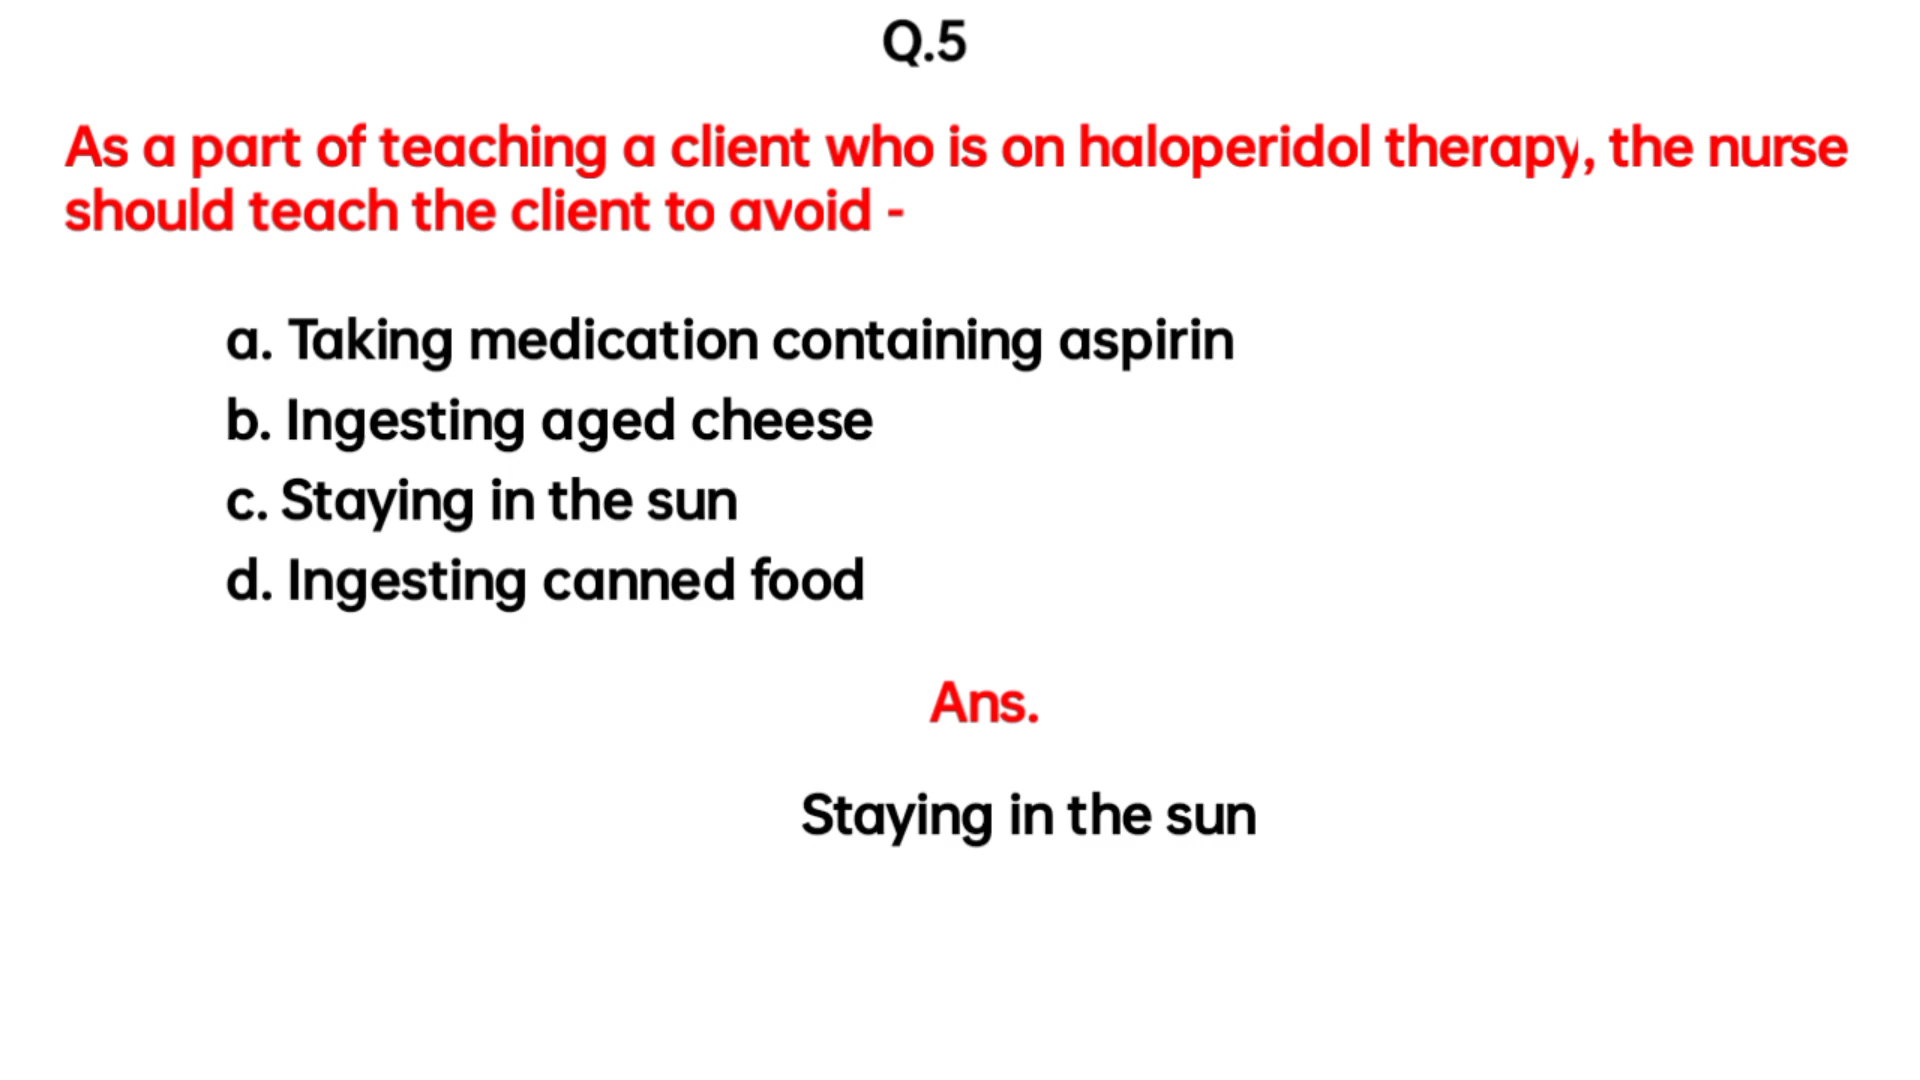 Q.5
As a part of teaching a client who is on haloperidol therapy, the nurse
should teach the client to avoid -
a. Taking medication containing aspirin
b. Ingesting aged cheese
c. Staying in the sun
d. Ingesting canned food
Ans.
Staying in the sun